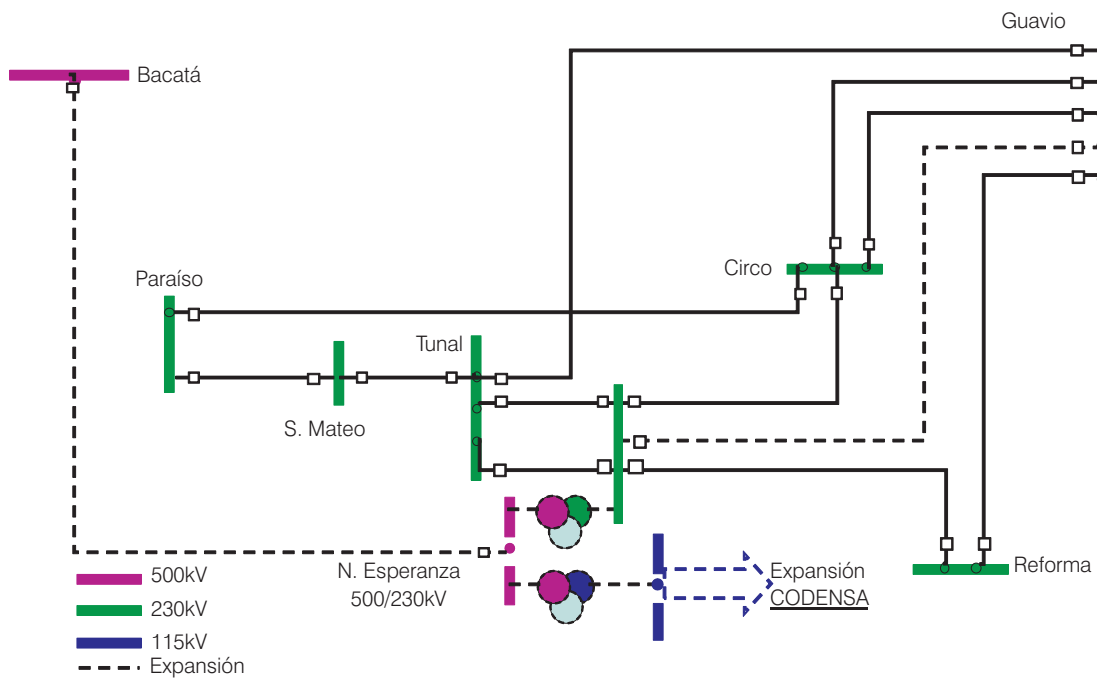 Guavio
Bacatá
Circo
Paraíso
Tunal
S. Mateo
N. Esperanza
500/230kV
Expansión
CODENSA
Reforma
500kV
230kV
115kV
Expansión